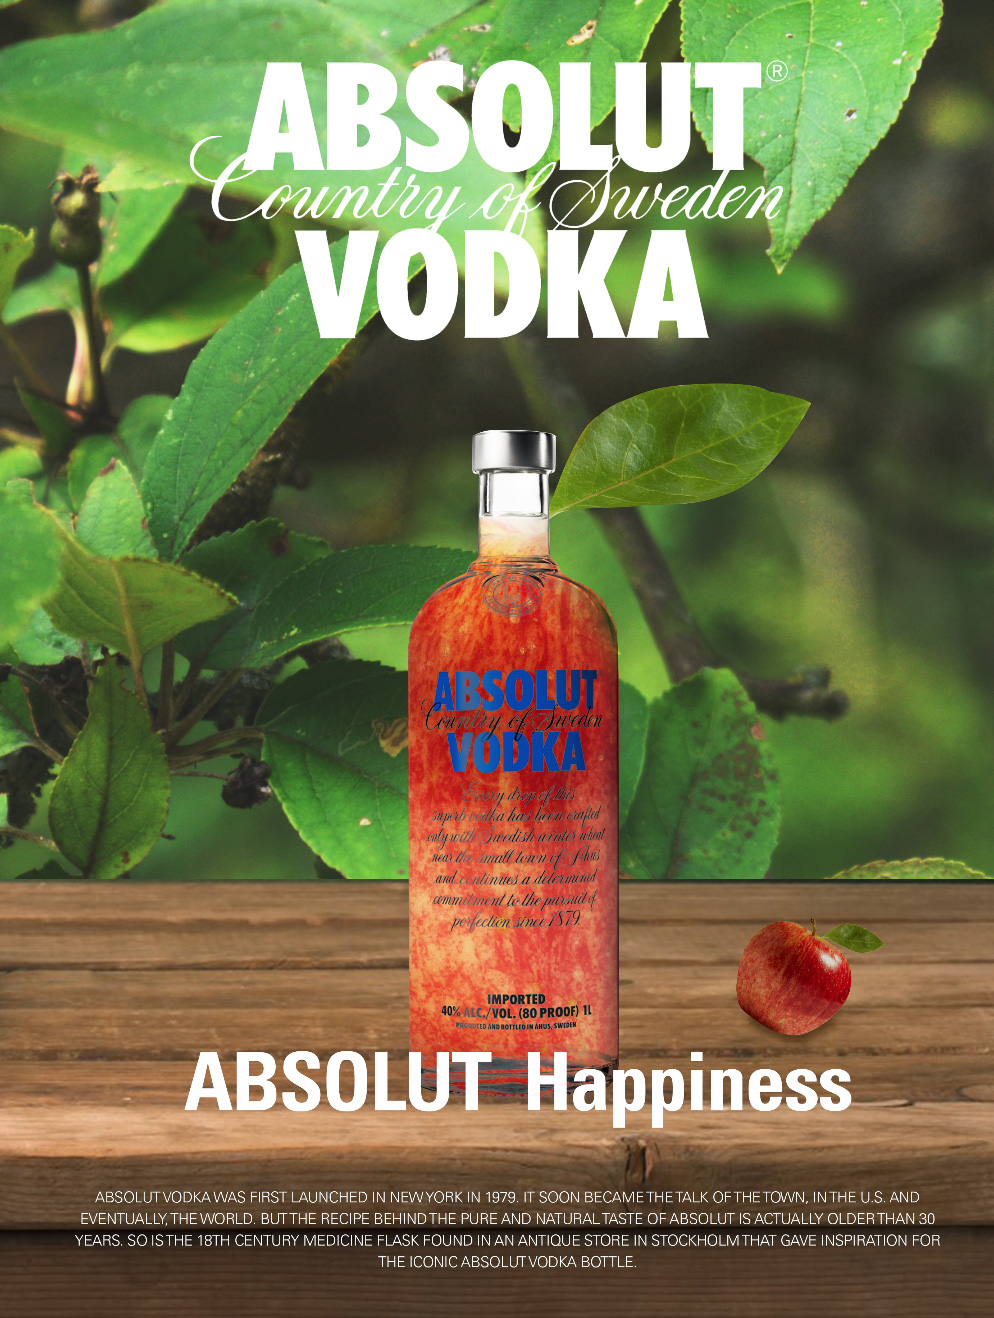 ABSOLUT®
Country of Sweden
VODKA
ABSOLUT
Country of Sweden
VODKA
Every drop of this
superb vodka has been crafted
only with Swedish winter wheat
near the small town of Åhus
and continues a determined
commitment to the pursuit of
perfection since 1879.
IMPORTED
40% ALC./VOL. (80 PROOF) 1L
PRODUCED AND BOTTLED IN ÅHUS, SWEDEN
ABSOLUT Happiness
ABSOLUT VODKA WAS FIRST LAUNCHED IN NEW YORK IN 1979. IT SOON BECAME THE TALK OF THE TOWN, IN THE U.S. AND
EVENTUALLY, THE WORLD. BUT THE RECIPE BEHIND THE PURE AND NATURAL TASTE OF ABSOLUT IS ACTUALLY OLDER THAN 30
YEARS. SO IS THE 18TH CENTURY MEDICINE FLASK FOUND IN AN ANTIQUE STORE IN STOCKHOLM THAT GAVE INSPIRATION FOR
THE ICONIC ABSOLUT VODKA BOTTLE.